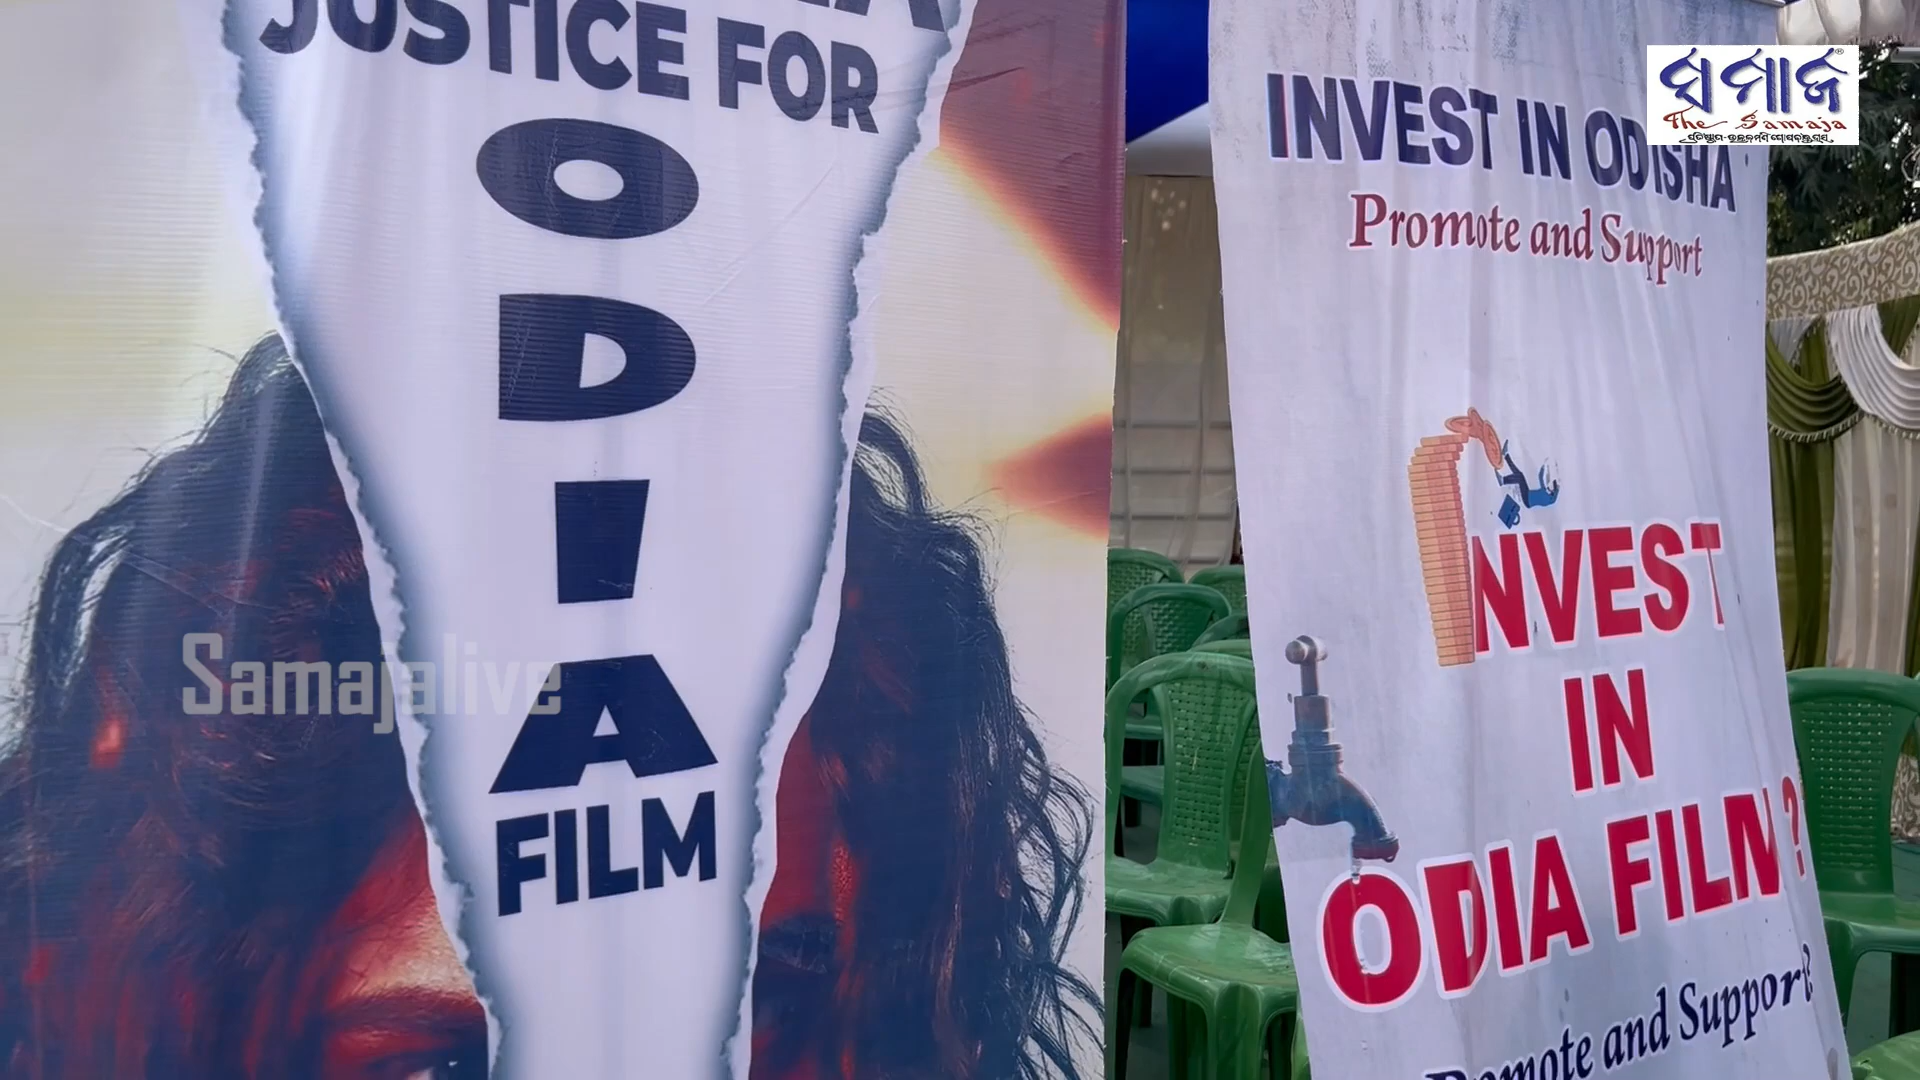 JUSTICE FOR
ODIA
FILM
INVEST IN ODISHA
Promote and Support
INVEST
IN
ODIA FILM?
Promote and Support?
ସମାଜ
The Samaja
Samajalive